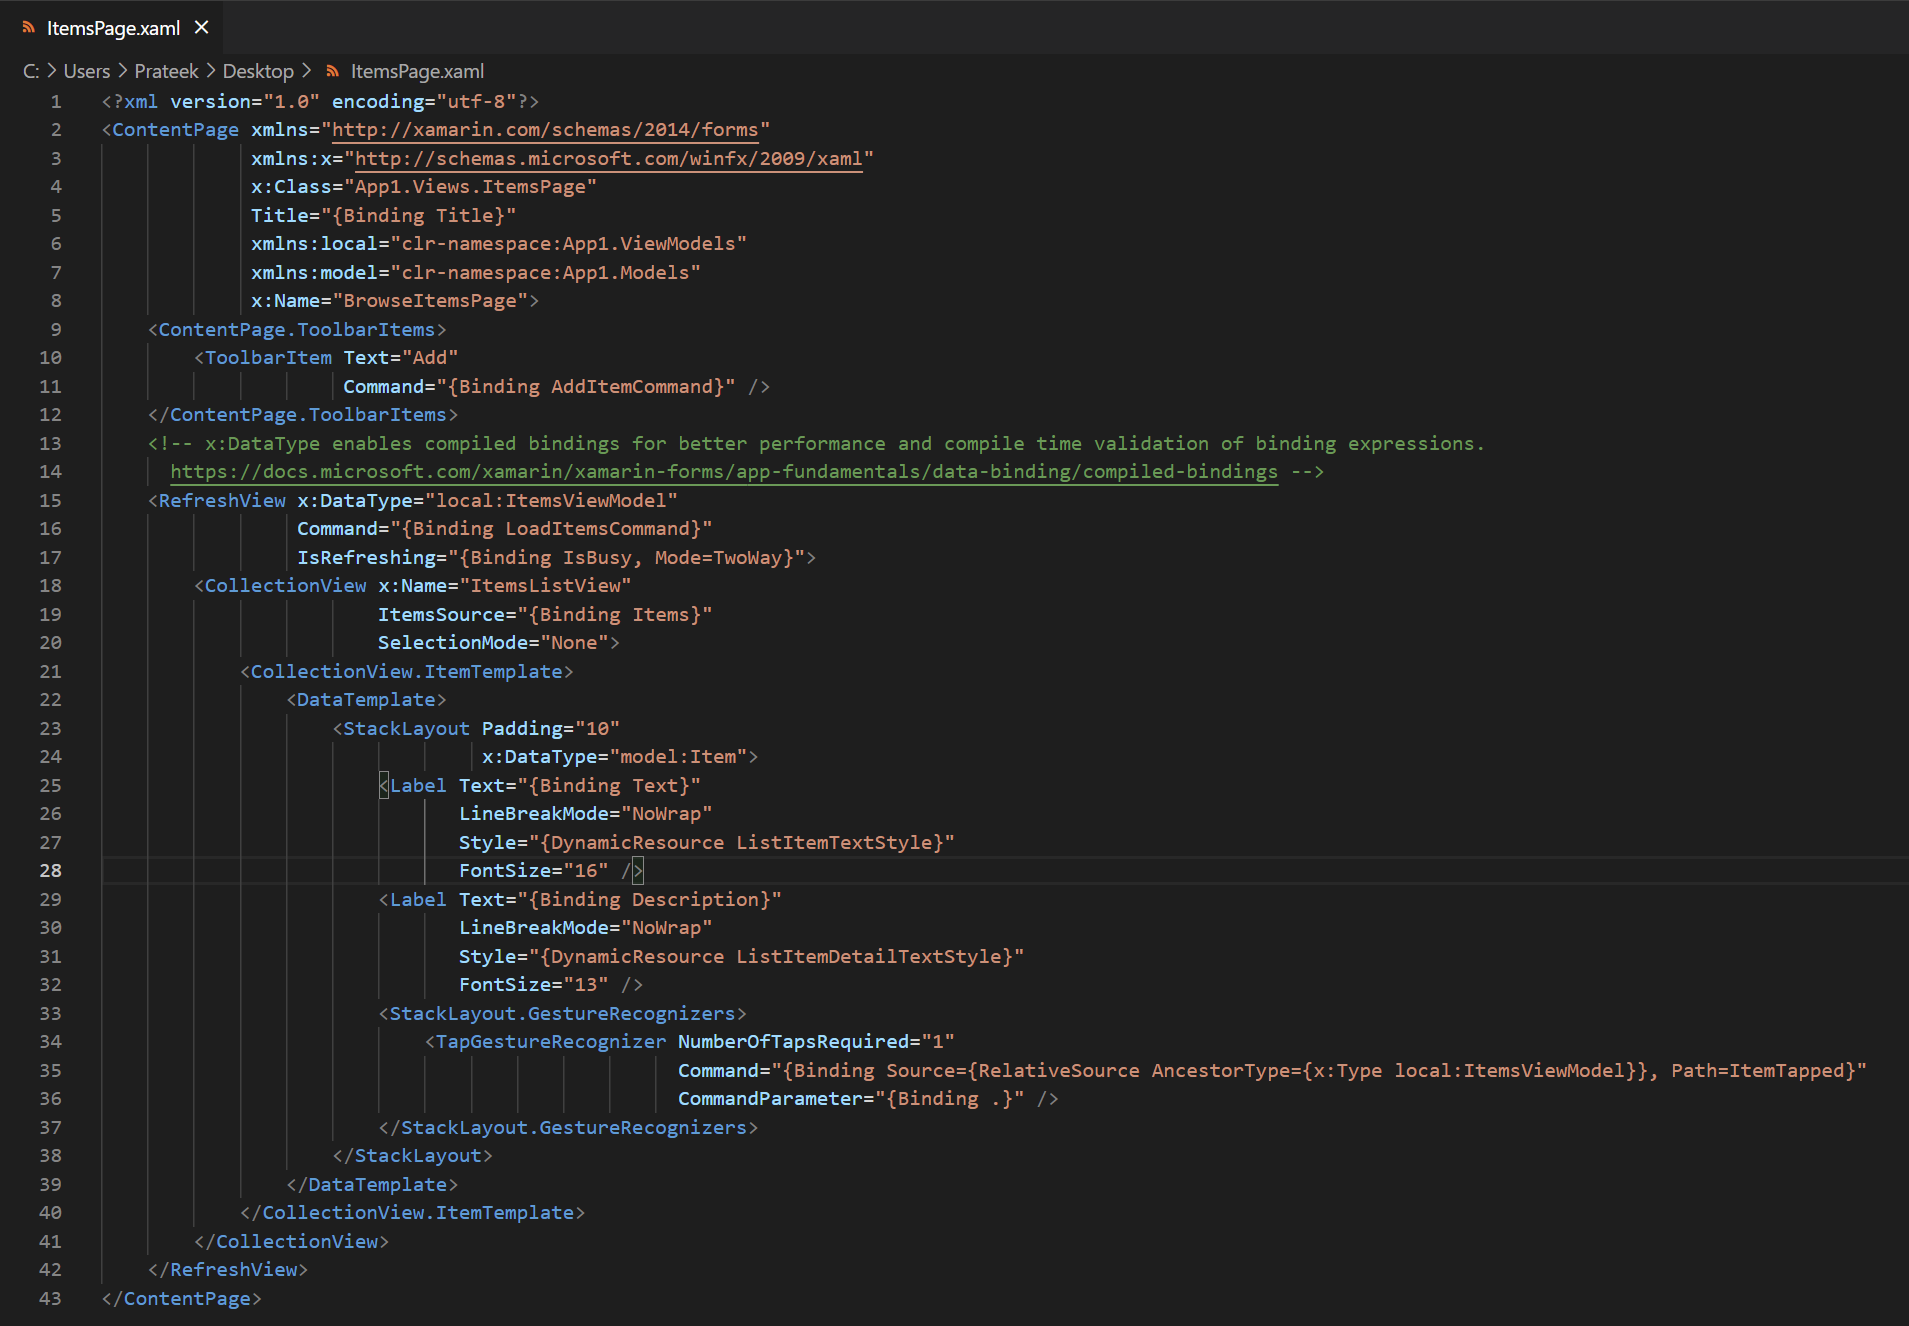 ItemsPage.xaml
C: > Users > Prateek > Desktop > ItemsPage.xaml
1 <?xml version="1.0" encoding="utf-8"?>
2 <ContentPage xmlns="http://xamarin.com/schemas/2014/forms"
3 xmlns:x="http://schemas.microsoft.com/winfx/2009/xaml"
4 x:Class="App1.Views.ItemsPage"
5 Title="{Binding Title}"
6 xmlns:local="clr-namespace:App1.ViewModels"
7 xmlns:model="clr-namespace:App1.Models"
8 x:Name="BrowseItemsPage">
9 <ContentPage.ToolbarItems>
10 <ToolbarItem Text="Add"
11 Command="{Binding AddItemCommand}" />
12 </ContentPage.ToolbarItems>
13 <!-- x:DataType enables compiled bindings for better performance and compile time validation of binding expressions.
14 https://docs.microsoft.com/xamarin/xamarin-forms/app-fundamentals/data-binding/compiled-bindings -->
15 <RefreshView x:DataType="local:ItemsViewModel"
16 Command="{Binding LoadItemsCommand}"
17 IsRefreshing="{Binding IsBusy, Mode=TwoWay}">
18 <CollectionView x:Name="ItemsListView"
19 ItemsSource="{Binding Items}"
20 SelectionMode="None">
21 <CollectionView.ItemTemplate>
22 <DataTemplate>
23 <StackLayout Padding="10"
24 x:DataType="model:Item">
25 <Label Text="{Binding Text}"
26 LineBreakMode="NoWrap"
27 Style="{DynamicResource ListItemTextStyle}"
28 FontSize="16" />
29 <Label Text="{Binding Description}"
30 LineBreakMode="NoWrap"
31 Style="{DynamicResource ListItemDetailTextStyle}"
32 FontSize="13" />
33 <StackLayout.GestureRecognizers>
34 <TapGestureRecognizer NumberOfTapsRequired="1"
35 Command="{Binding Source={RelativeSource AncestorType={x:Type local:ItemsViewModel}}, Path=ItemTapped}"
36 CommandParameter="{Binding .}" />
37 </StackLayout.GestureRecognizers>
38 </StackLayout>
39 </DataTemplate>
40 </CollectionView.ItemTemplate>
41 </CollectionView>
42 </RefreshView>
43 </ContentPage>